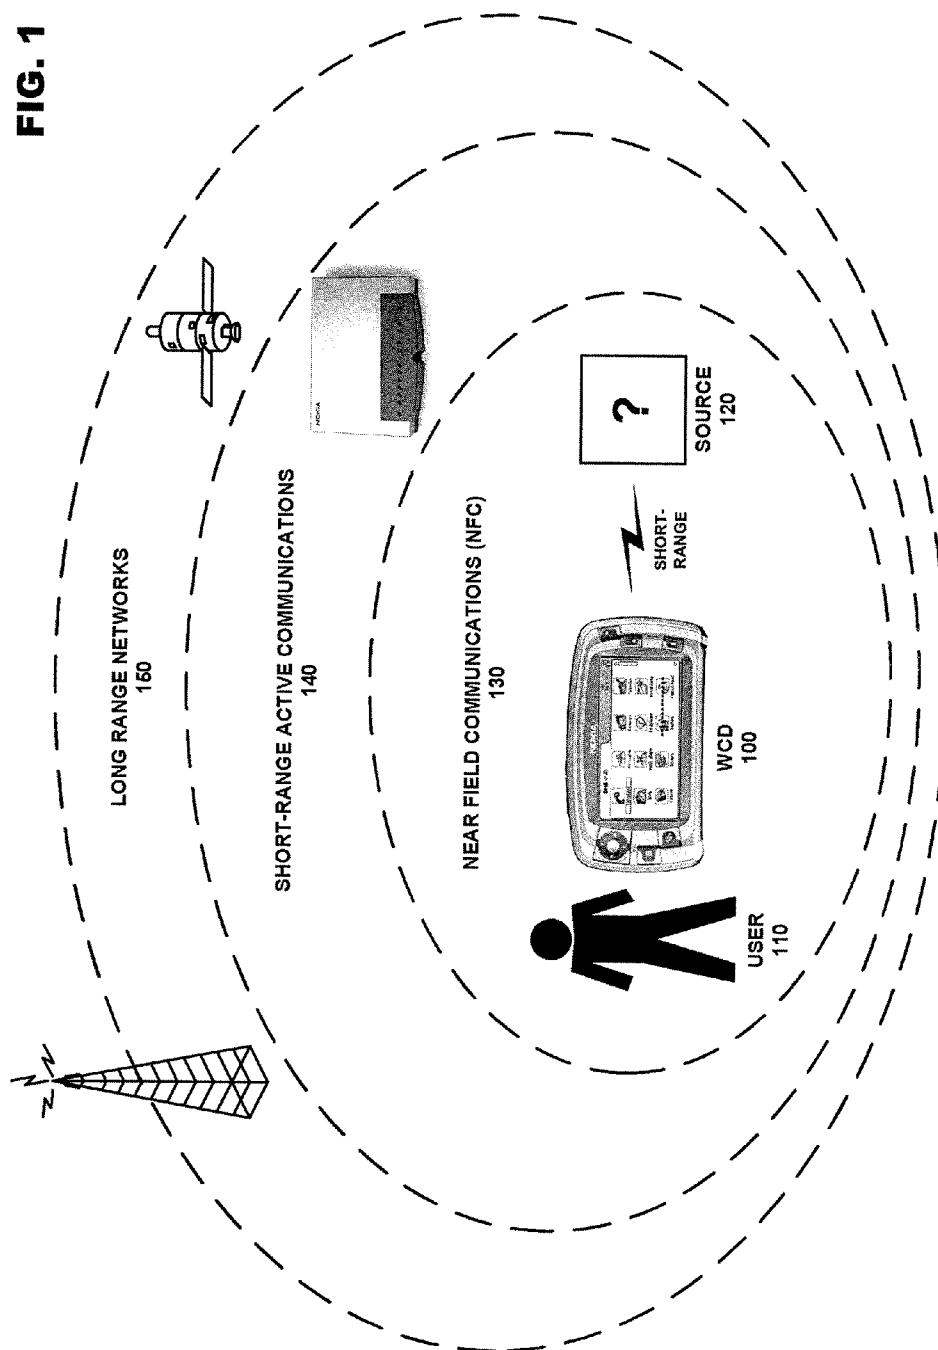 FIG. 1
LONG RANGE NETWORKS
150
SHORT-RANGE ACTIVE COMMUNICATIONS
140
NOKIA
NEAR FIELD COMMUNICATIONS (NFC)
130
SHORT-
RANGE
?
USER
110
WCD
100
SOURCE
120